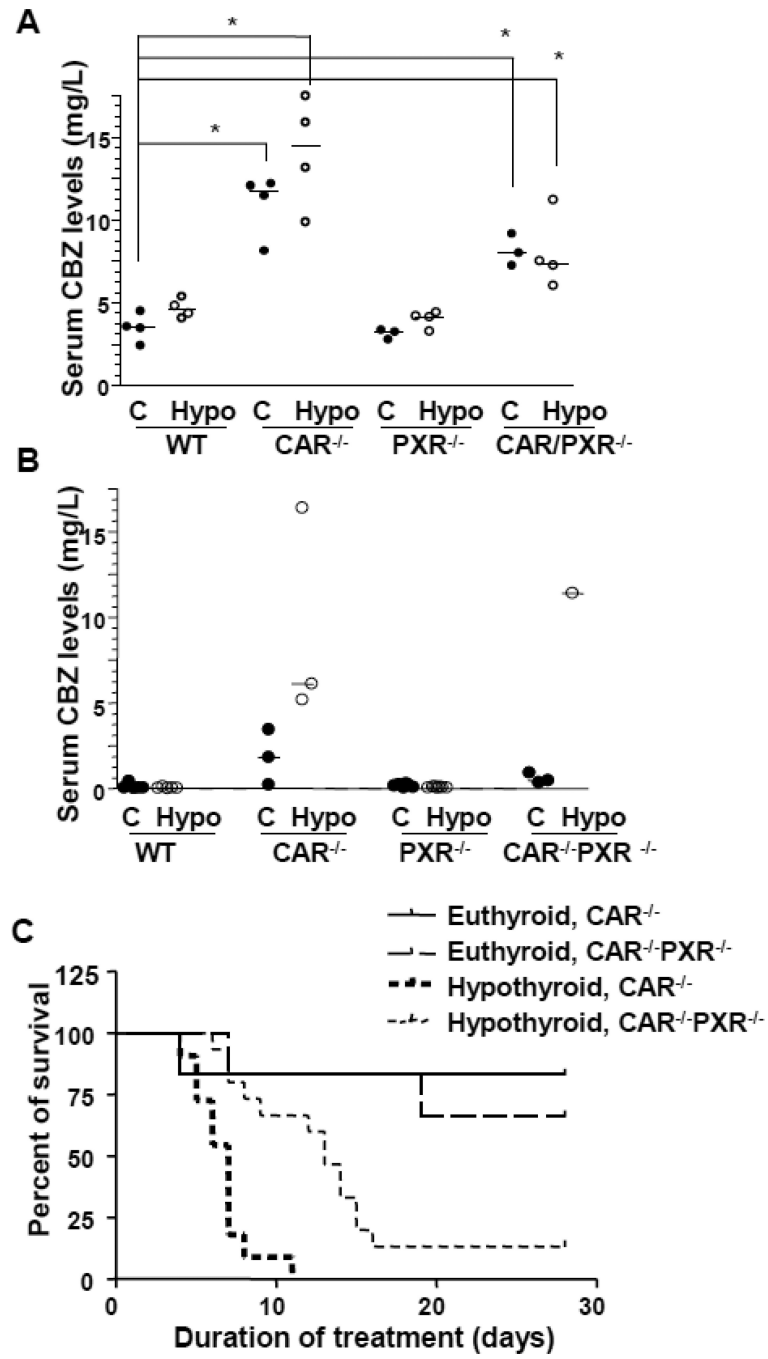 A
Serum CBZ levels (mg/L)
* * * *
15
10
5
0
C Hypo C Hypo C Hypo C Hypo
WT CAR-/- PXR-/- CAR/PXR-/-
B
Serum CBZ levels (mg/L)
15
10
5
0
C Hypo C Hypo C Hypo C Hypo
WT CAR-/- PXR-/- CAR-/-PXR -/-
C
Euthyroid, CAR-/-
Euthyroid, CAR-/-PXR-/-
Hypothyroid, CAR-/-
Hypothyroid, CAR-/-PXR-/-
Percent of survival
125
100
75
50
25
0
0 10 20 30
Duration of treatment (days)